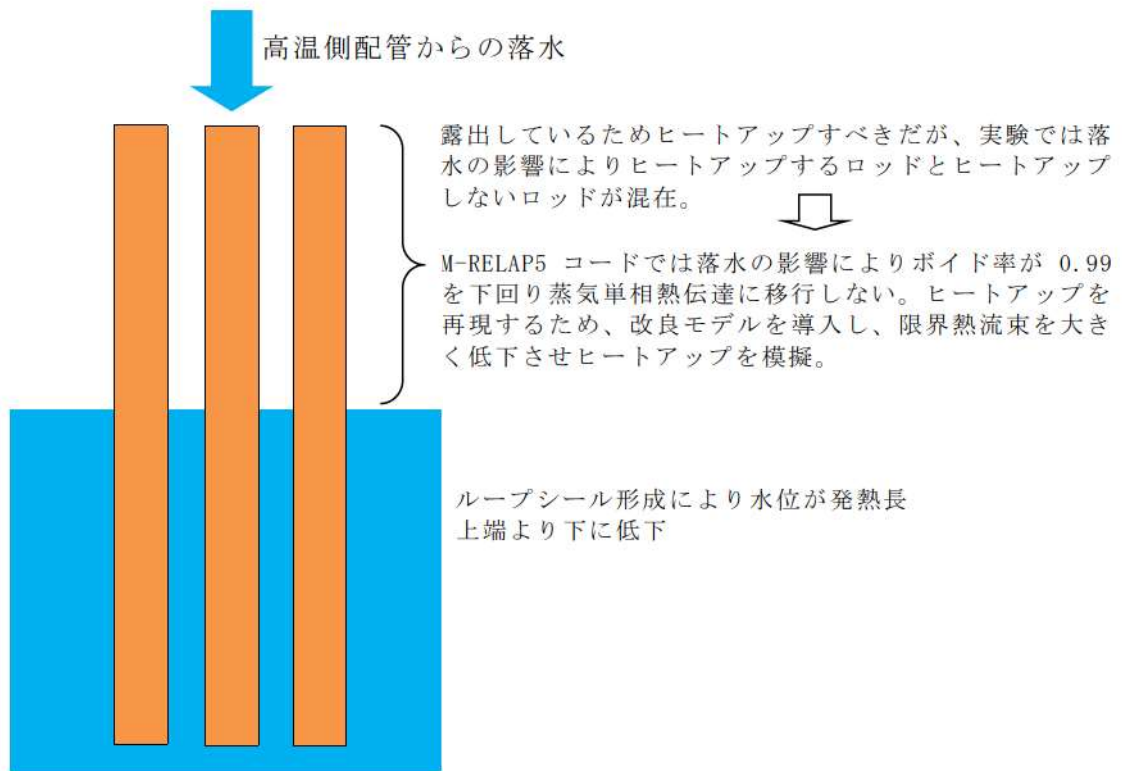 高温側配管からの落水
露出しているためヒートアップすべきだが、実験では落
水の影響によりヒートアップするロッドとヒートアップ
しないロッドが混在。
M-RELAP5 コードでは落水の影響によりボイド率が 0.99
を下回り蒸気単相熱伝達に移行しない。ヒートアップを
再現するため、改良モデルを導入し、限界熱流束を大き
く低下させヒートアップを模擬。
ループシール形成により水位が発熱長
上端より下に低下